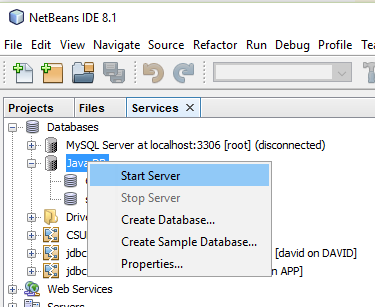 NetBeans IDE 8.1
File Edit View Navigate Source Refactor Run Debug Profile Tea
Projects Files Services
Databases
MySQL Server at localhost:3306 [root] (disconnected)
Java DB
Start Server
Stop Server
Drive
Create Database...
CSU
Create Sample Database...
jdbc [david on DAVID]
Properties...
jdbc n APP]
Web Services
Servers